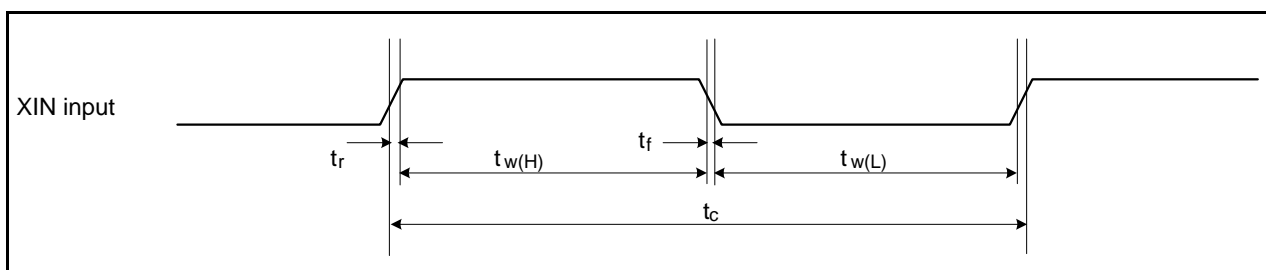 XIN input
tr
tw(H)
tf
tw(L)
tc